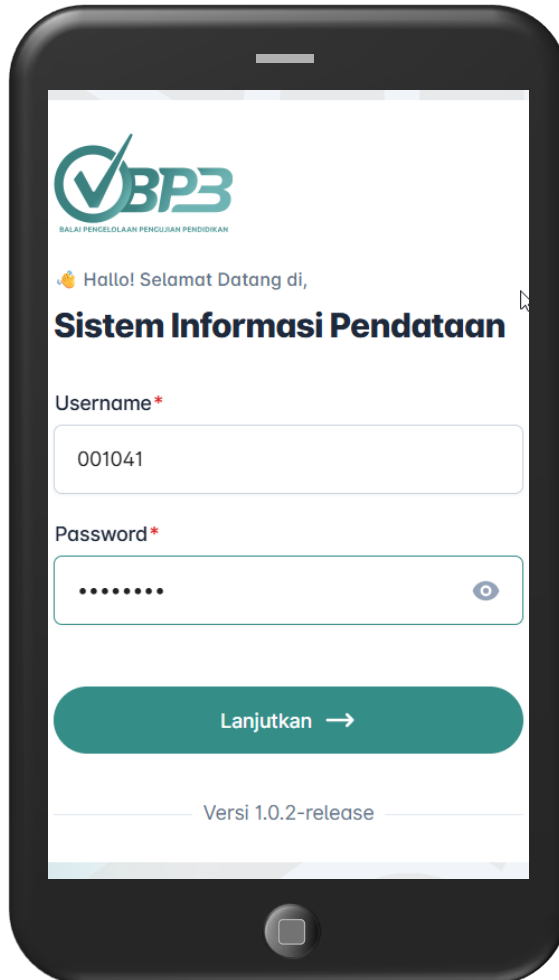 VBP3
BALAI PENGELOLAAN PENGUJIAN PENDIDIKAN
👋 Hallo! Selamat Datang di,
Sistem Informasi Pendataan
Username*
001041
Password*
••••••••
Lanjutkan →
Versi 1.0.2-release